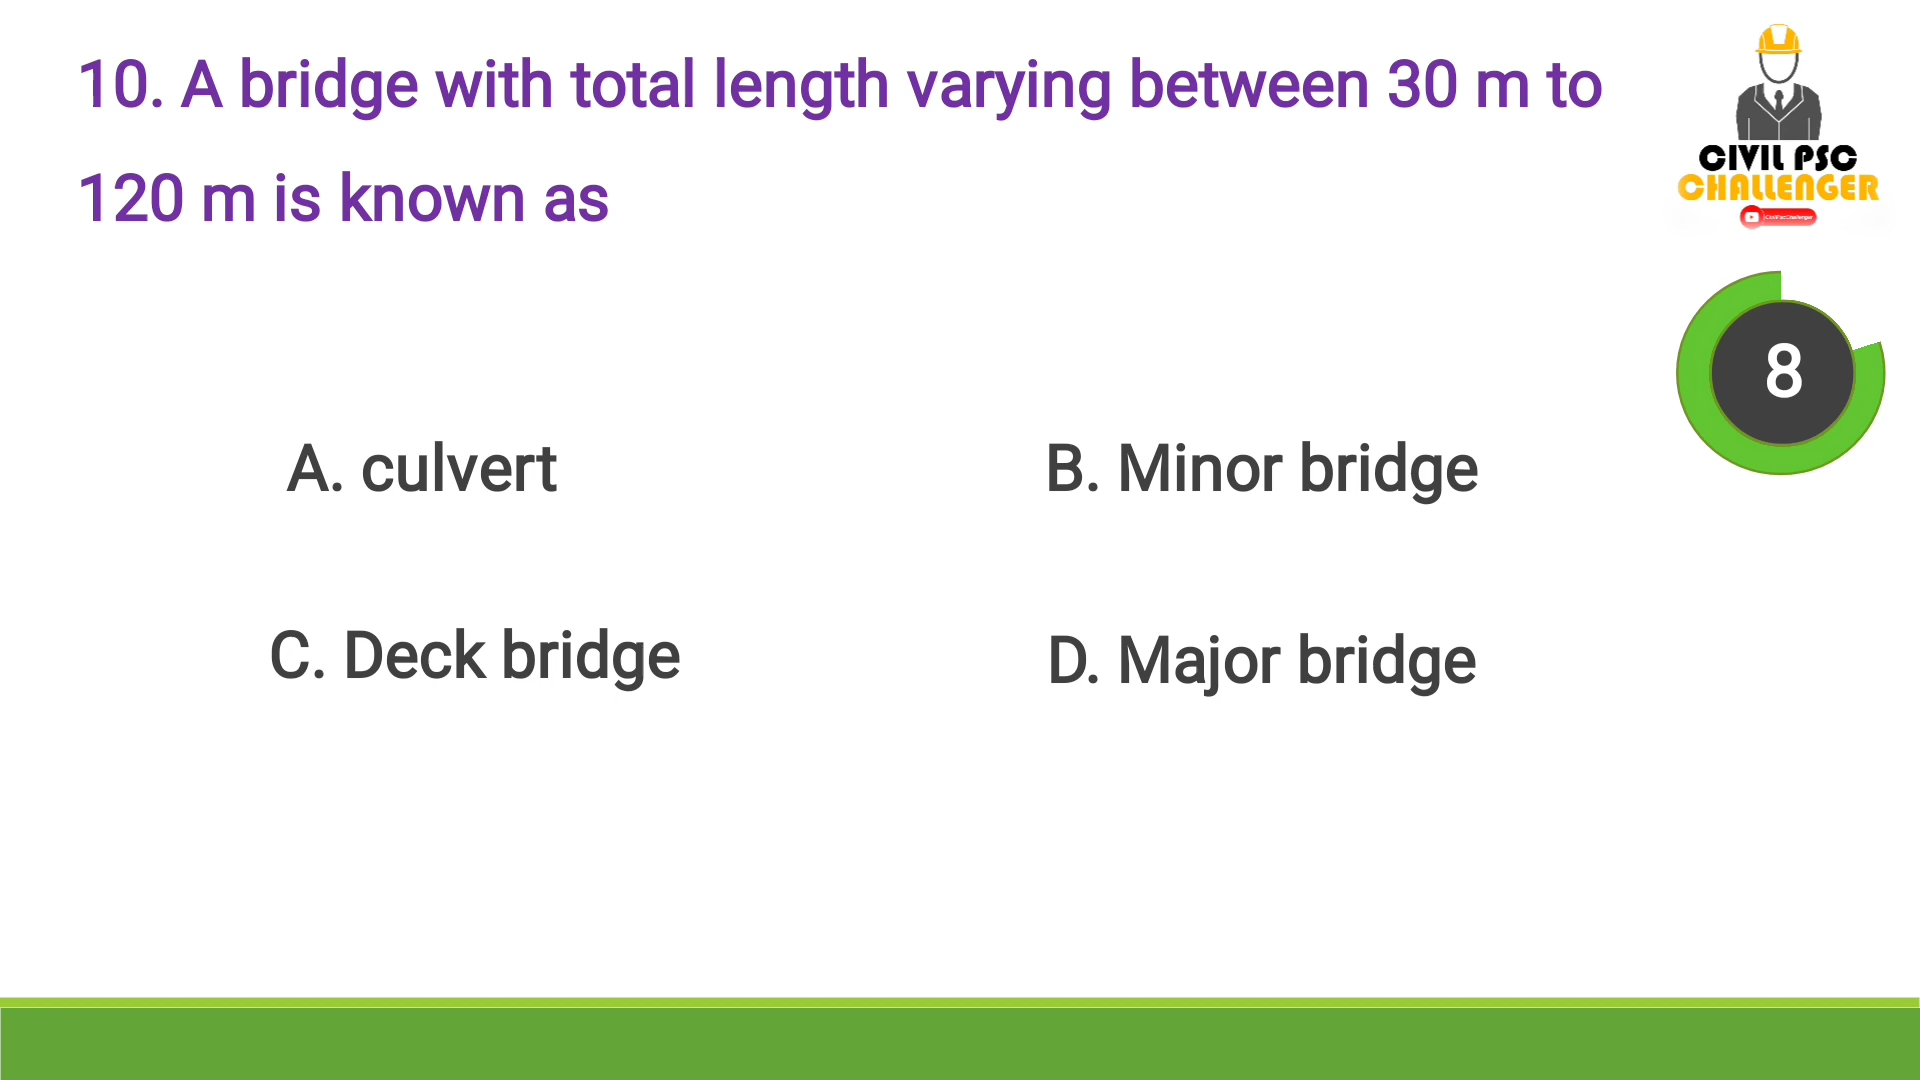 10. A bridge with total length varying between 30 m to
120 m is known as
CIVIL PSC
CHALLENGER
8
A. culvert
B. Minor bridge
C. Deck bridge
D. Major bridge